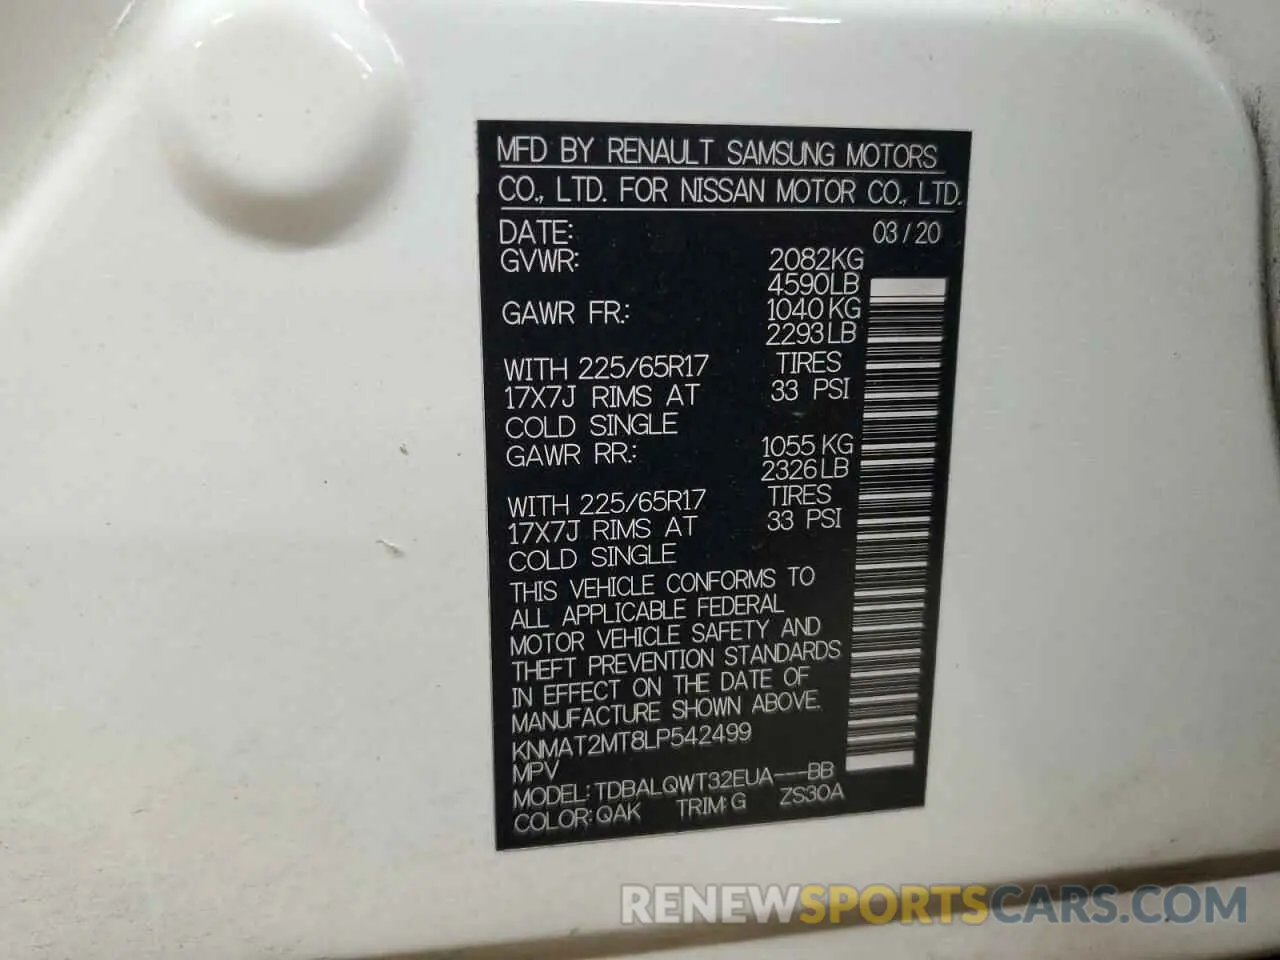 MFD BY RENAULT SAMSUNG MOTORS
CO., LTD. FOR NISSAN MOTOR CO., LTD.
DATE: 03/20
GVWR: 2082KG
4590LB
GAWR FR.: 1040KG
2293LB
WITH 225/65R17 TIRES
17X7J RIMS AT 33 PSI
COLD SINGLE
GAWR RR.: 1055KG
2326LB
WITH 225/65R17 TIRES
17X7J RIMS AT 33 PSI
COLD SINGLE
THIS VEHICLE CONFORMS TO
ALL APPLICABLE FEDERAL
MOTOR VEHICLE SAFETY AND
THEFT PREVENTION STANDARDS
IN EFFECT ON THE DATE OF
MANUFACTURE SHOWN ABOVE.
KNMAT2MT8LP542499
MPV
MODEL: TDBALQWT32EUA---BB
COLOR: QAK TRIM: G ZS30A
RENEWSPORTSCARS.COM